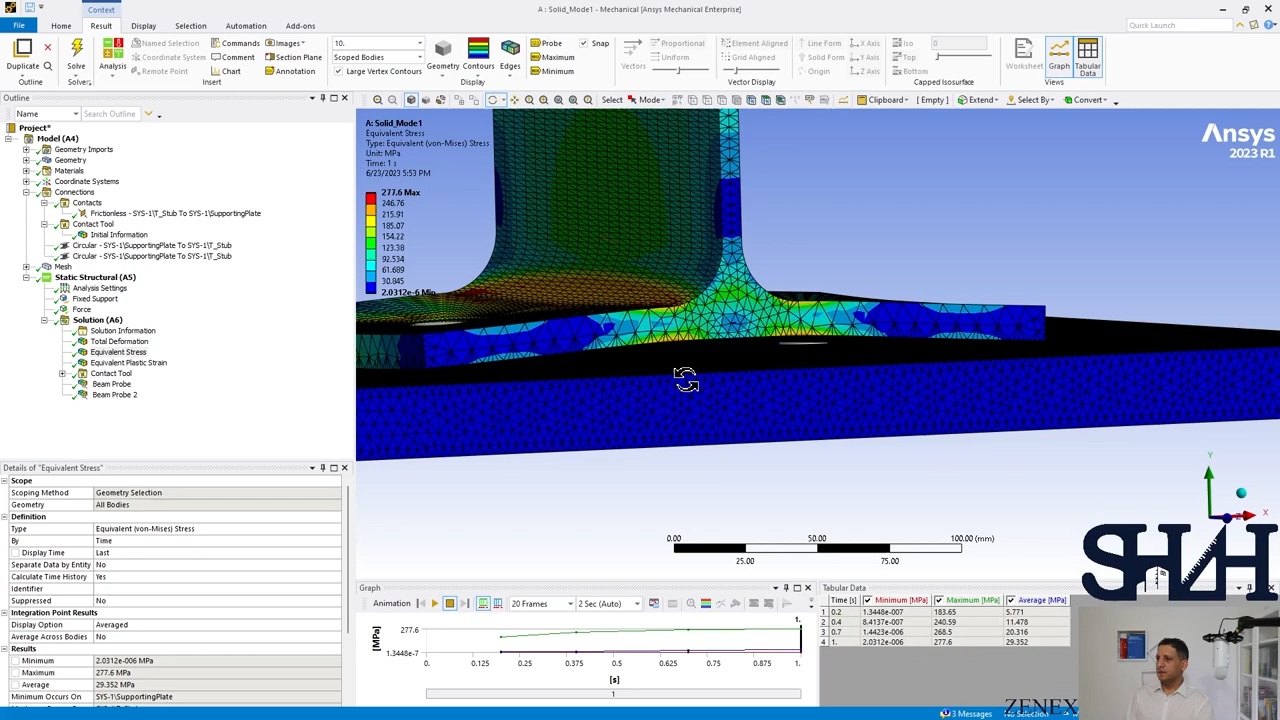 Context
A : Solid_Mode1 - Mechanical [Ansys Mechanical Enterprise]
File Home Result Display Selection Automation Add-ons
Quick Launch
Named Selection Commands Images 10. Probe Snap Proportional Element Aligned Line Form X Axis Iso 0
Coordinate System Comment Section Plane Scoped Bodies Maximum Uniform Grid Aligned Solid Form Y Axis Bottom
Duplicate Solve Analysis Remote Point Chart Annotation Large Vertex Contours Geometry Contours Edges Minimum Vectors Z Axis Top Worksheet Graph Tabular Data
Outline Solver Insert Display Vector Display Capped Isosurface Views
Outline
Select Mode Clipboard [ Empty ] Extend Select By Convert
Name Search Outline
Project*
Model (A4)
Geometry Imports
Geometry
Materials
Coordinate Systems
Connections
Contacts
Frictionless - SYS-1\T_Stub To SYS-1\SupportingPlate
Contact Tool
Initial Information
Circular - SYS-1\SupportingPlate To SYS-1\T_Stub
Circular - SYS-1\SupportingPlate To SYS-1\T_Stub
Mesh
Static Structural (A5)
Analysis Settings
Fixed Support
Force
Solution (A6)
Solution Information
Total Deformation
Equivalent Stress
Equivalent Plastic Strain
Contact Tool
Beam Probe
Beam Probe 2
A: Solid_Mode1
Equivalent Stress
Type: Equivalent (von-Mises) Stress
Unit: MPa
Time: 1 s
6/23/2023 5:53 PM
277.6 Max
246.76
215.91
185.07
154.22
123.38
92.534
61.689
30.845
2.0312e-6 Min
Ansys
2023 R1
Y
X
0.00 50.00 100.00 (mm)
25.00 75.00
Details of "Equivalent Stress"
Scope
Scoping Method Geometry Selection
Geometry All Bodies
Definition
Type Equivalent (von-Mises) Stress
By Time
Display Time Last
Separate Data by Entity No
Calculate Time History Yes
Identifier
Suppressed No
Integration Point Results
Display Option Averaged
Average Across Bodies No
Results
Minimum 2.0312e-006 MPa
Maximum 277.6 MPa
Average 29.352 MPa
Minimum Occurs On SYS-1\SupportingPlate
Graph
Animation 20 Frames 2 Sec (Auto)
1.
277.6
[MPa]
1.3448e-7
0. 0.125 0.25 0.375 0.5 0.625 0.75 0.875 1.
[s]
1
Tabular Data
Time [s] Minimum [MPa] Maximum [MPa] Average [MPa]
1 0.2 1.3448e-007 183.65 5.771
2 0.4 8.4137e-007 240.59 11.478
3 0.7 1.4423e-006 268.5 20.316
4 1. 2.0312e-006 277.6 29.352
3 Messages No Selection
ZENEX